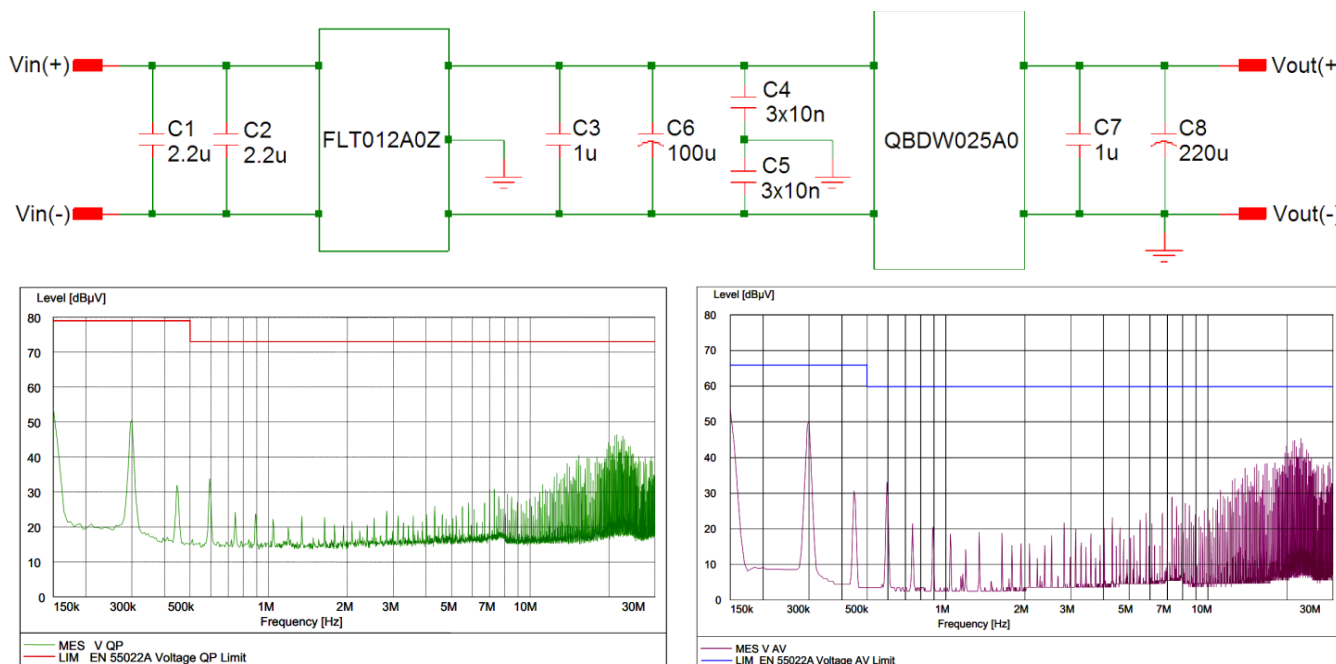 Vin(+)
Vin(-)
C1
2.2u
C2
2.2u
FLT012A0Z
C3
1u
C6
100u
C4
3x10n
C5
3x10n
QBDW025A0
C7
1u
C8
220u
Vout(+)
Vout(-)
Level [dBµV]
80
70
60
50
40
30
20
10
0
150k 300k 500k 1M 2M 3M 5M 7M 10M 30M
Frequency [Hz]
MES V QP
LIM EN 55022A Voltage QP Limit
Level [dBµV]
80
70
60
50
40
30
20
10
0
150k 300k 500k 1M 2M 3M 5M 7M 10M 30M
Frequency [Hz]
MES V AV
LIM EN 55022A Voltage AV Limit